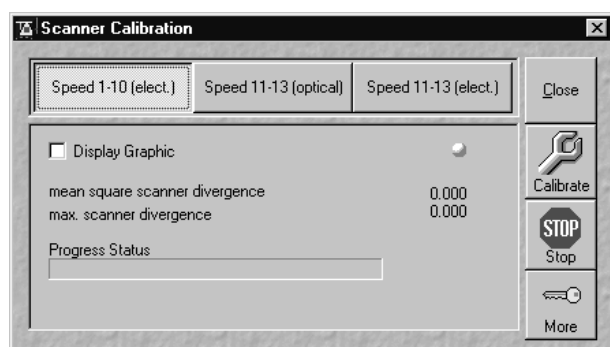 Scanner Calibration
Speed 1-10 (elect.) Speed 11-13 (optical) Speed 11-13 (elect.) Close
Display Graphic
mean square scanner divergence 0.000
max. scanner divergence 0.000
Calibrate
Progress Status
STOP
Stop
More